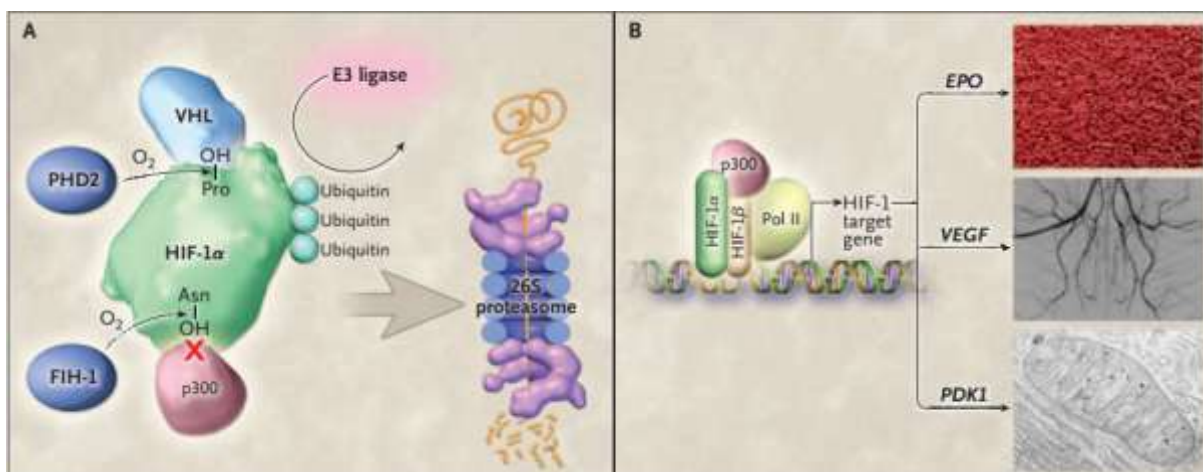 A
E3 ligase
VHL
O₂
OH
PHD2
Pro
Ubiquitin
Ubiquitin
Ubiquitin
HIF-1α
Asn
O₂
OH
X
FIH-1
p300
26S
proteasome
B
EPO
p300
HIF-1α
HIF-1β
Pol II
HIF-1
target
gene
VEGF
PDK1